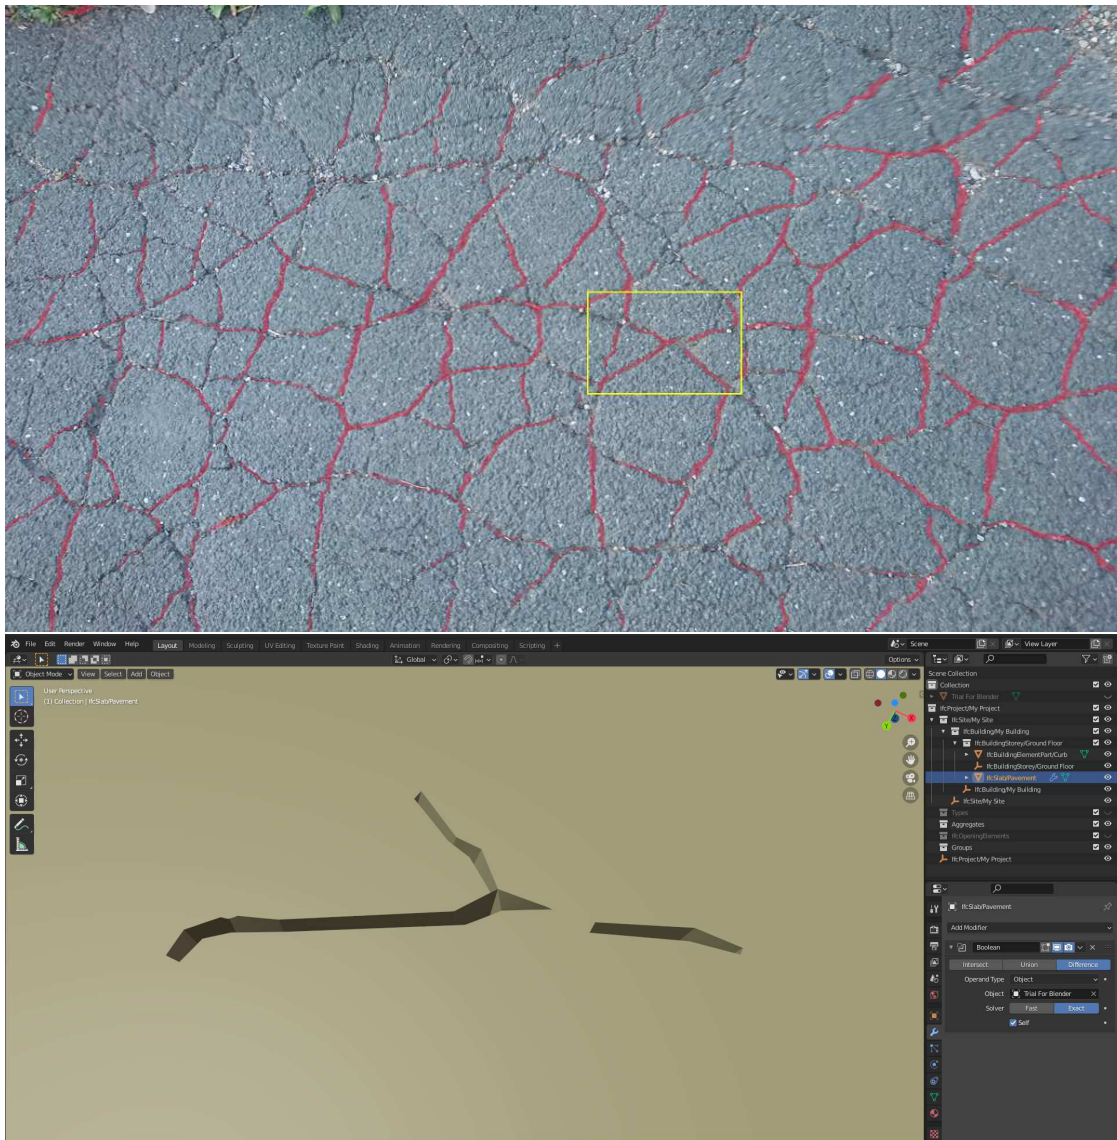 File Edit Render Window Help Layout Modeling Sculpting UV Editing Texture Paint Shading Animation Rendering Compositing Scripting + Scene View Layer
Global Options
Object Mode View Select Add Object
User Perspective
(1) Collection | IfcSlab/Pavement
X
Y
Scene Collection
Collection
Trial For Blender
IfcProject/My Project
IfcSite/My Site
IfcBuilding/My Building
IfcBuildingStorey/Ground Floor
IfcBuildingElementPart/Curb
IfcBuildingStorey/Ground Floor
IfcSlab/Pavement
IfcBuilding/My Building
IfcSite/My Site
Types
Aggregates
IfcOpeningElements
Groups
IfcProject/My Project
IfcSlab/Pavement
Add Modifier
Boolean
Intersect Union Difference
Operand Type Object
Object Trial For Blender
Solver Fast Exact
Self